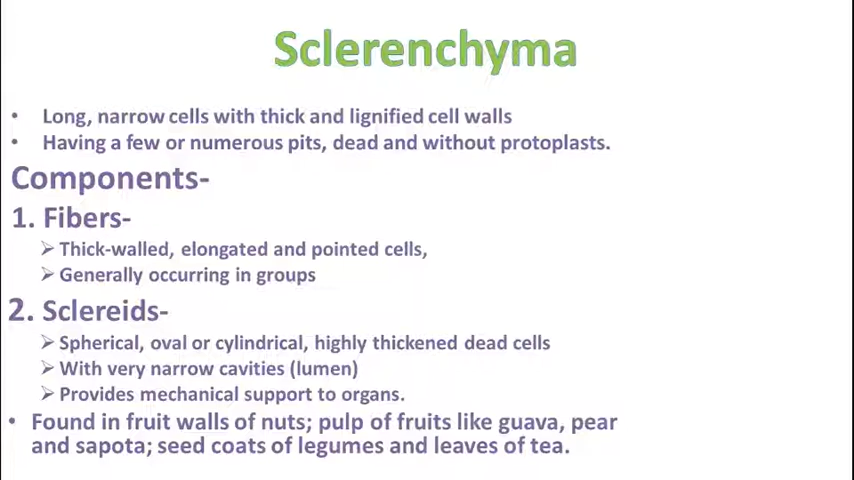 Sclerenchyma
• Long, narrow cells with thick and lignified cell walls
• Having a few or numerous pits, dead and without protoplasts.
Components-
1. Fibers-
➢ Thick-walled, elongated and pointed cells,
➢ Generally occurring in groups
2. Sclereids-
➢ Spherical, oval or cylindrical, highly thickened dead cells
➢ With very narrow cavities (lumen)
➢ Provides mechanical support to organs.
• Found in fruit walls of nuts; pulp of fruits like guava, pear
and sapota; seed coats of legumes and leaves of tea.